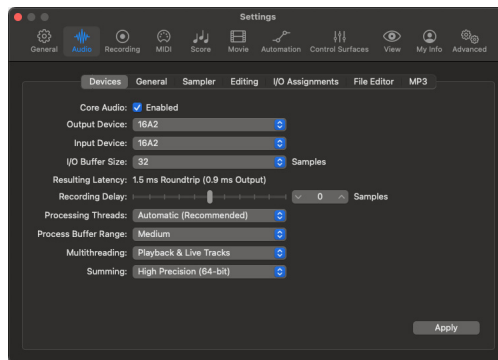 Settings
General Audio Recording MIDI Score Movie Automation Control Surfaces View My Info Advanced
Devices General Sampler Editing I/O Assignments File Editor MP3
Core Audio: Enabled
Output Device: 16A2
Input Device: 16A2
I/O Buffer Size: 32 Samples
Resulting Latency: 1.5 ms Roundtrip (0.9 ms Output)
Recording Delay: 0 Samples
Processing Threads: Automatic (Recommended)
Process Buffer Range: Medium
Multithreading: Playback & Live Tracks
Summing: High Precision (64-bit)
Apply